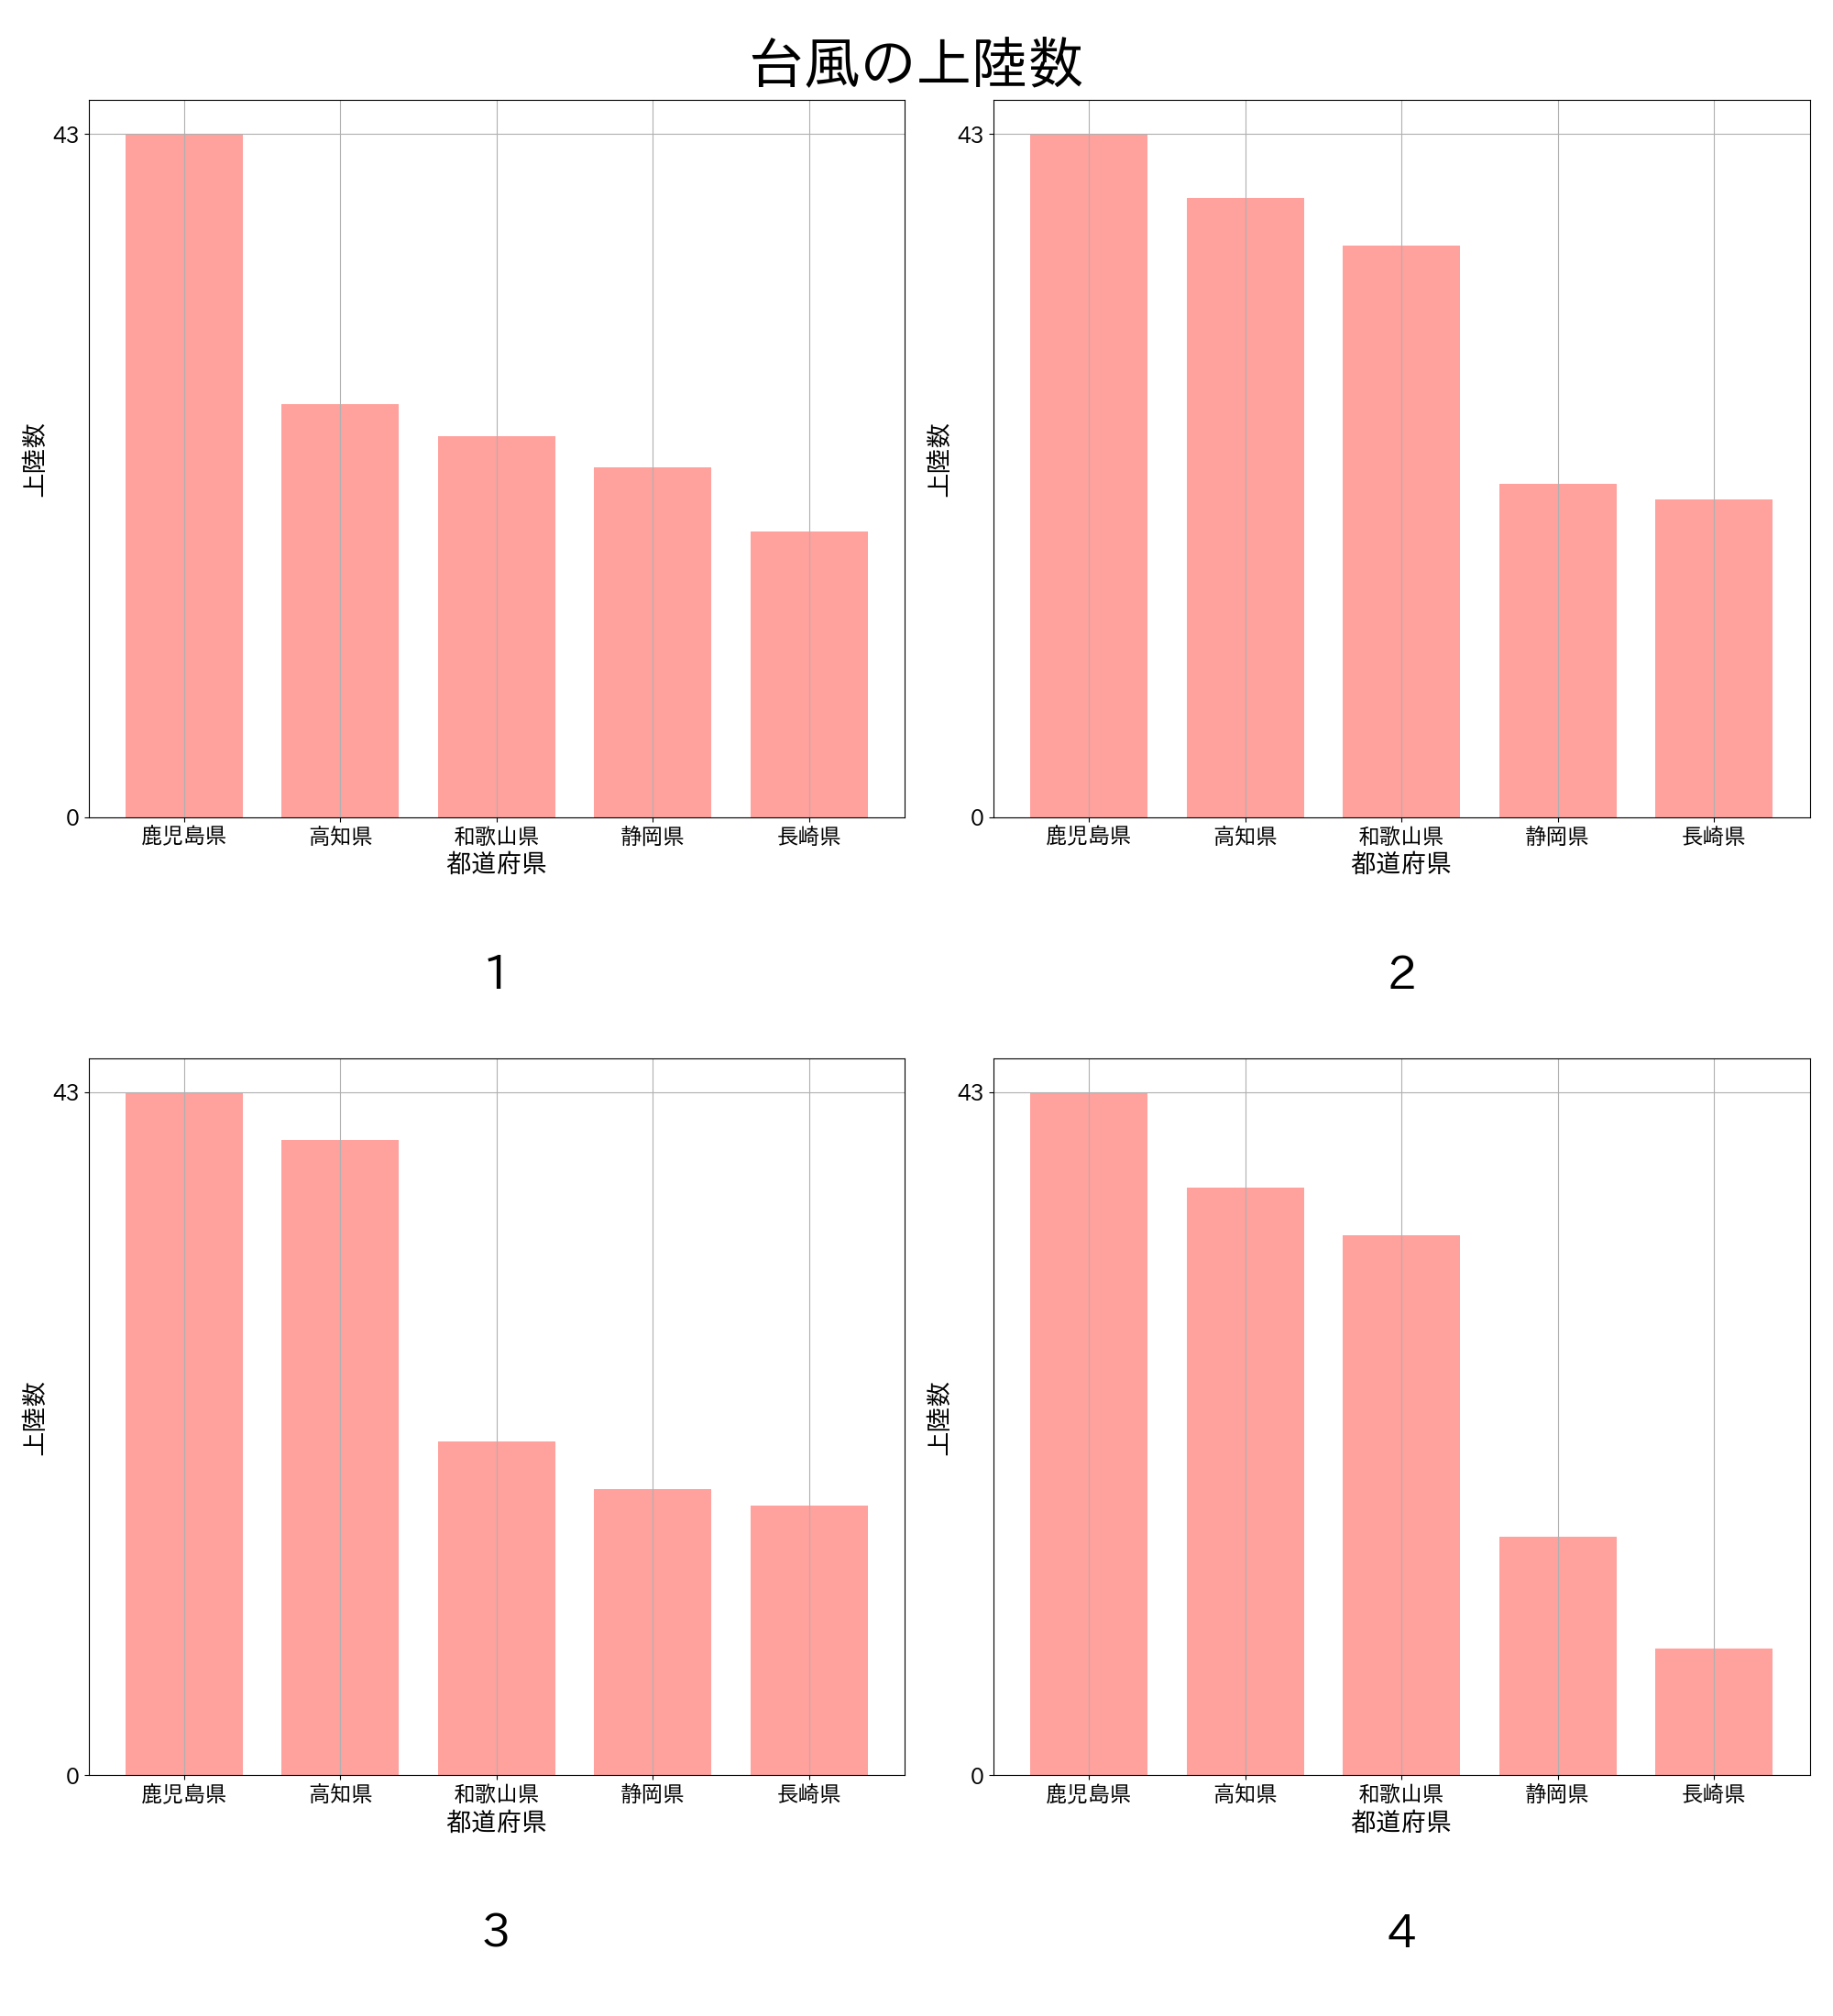 台風の上陸数
43
0
上陸数
鹿児島県 高知県 和歌山県 静岡県 長崎県
都道府県
1
43
0
上陸数
鹿児島県 高知県 和歌山県 静岡県 長崎県
都道府県
2
43
0
上陸数
鹿児島県 高知県 和歌山県 静岡県 長崎県
都道府県
3
43
0
上陸数
鹿児島県 高知県 和歌山県 静岡県 長崎県
都道府県
4